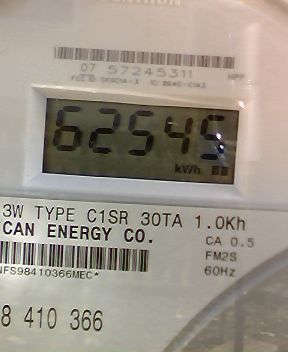 07 57245311
62545
kWh
3W TYPE C1SR 30TA 1.0Kh
CAN ENERGY CO.
CA 0.5
FM2S
60Hz
NFS98410366MEC*
8 410 366